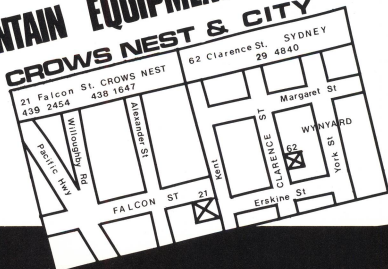 NTAIN EQUIPMEN
CROWS NEST & CITY
21 Falcon St. CROWS NEST
439 2454 438 1647
62 Clarence St, SYDNEY
29 4840
Pacific Hwy
Willoughby Rd
Alexander St
FALCON ST
21
Kent
CLARENCE ST
Margaret St
WYNYARD
62
York St
Erskine St